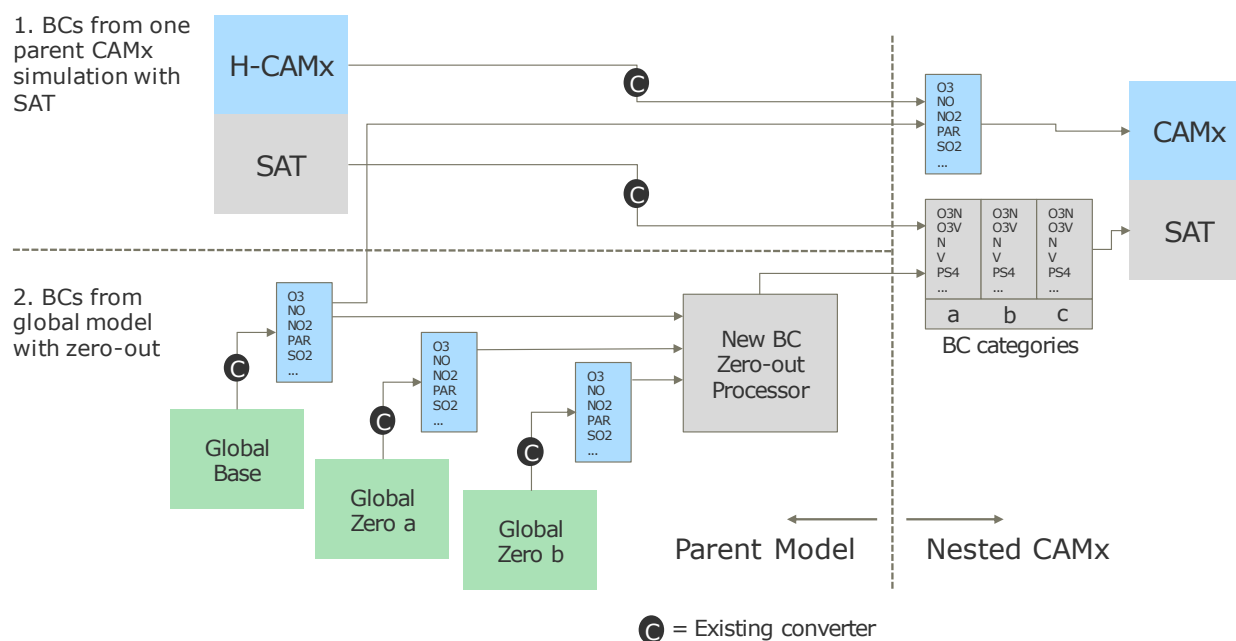 1. BCs from one
parent CAMx
simulation with
SAT
H-CAMx
SAT
C
C
O3
NO
NO2
PAR
SO2
...
CAMx
SAT
O3N
O3V
N
V
PS4
...
a
O3N
O3V
N
V
PS4
...
b
O3N
O3V
N
V
PS4
...
c
BC categories
2. BCs from
global model
with zero-out
O3
NO
NO2
PAR
SO2
...
C
Global
Base
O3
NO
NO2
PAR
SO2
...
C
Global
Zero a
O3
NO
NO2
PAR
SO2
...
C
Global
Zero b
New BC
Zero-out
Processor
Parent Model
Nested CAMx
C = Existing converter